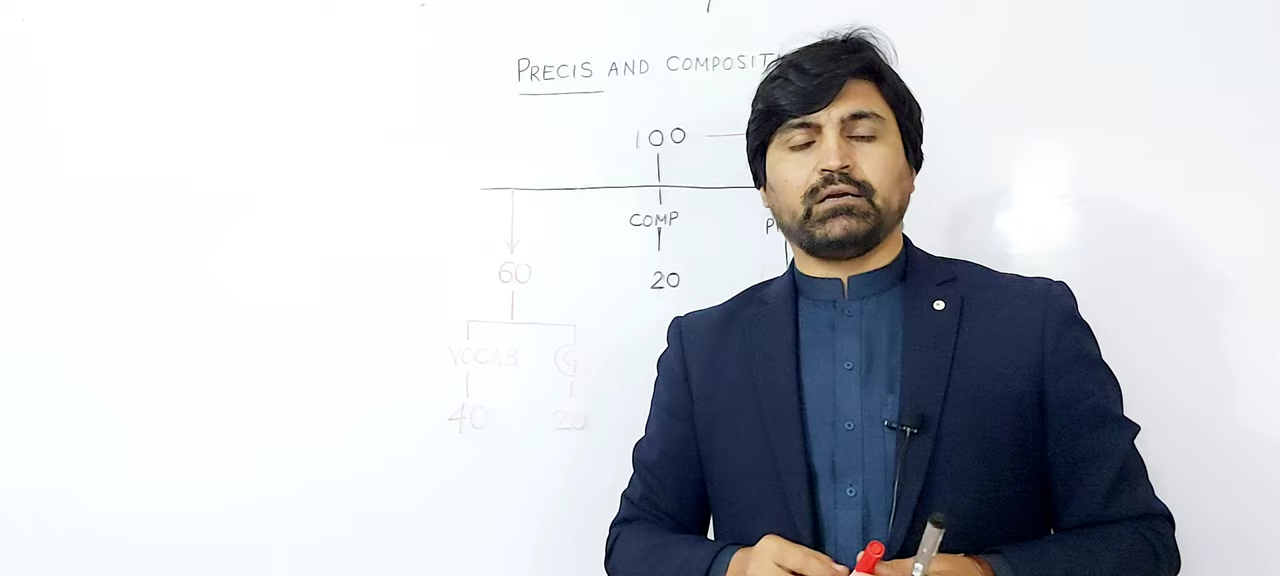 PRECIS AND COMPOSIT
100
COMP P
60 20
VOCAB G
40 20